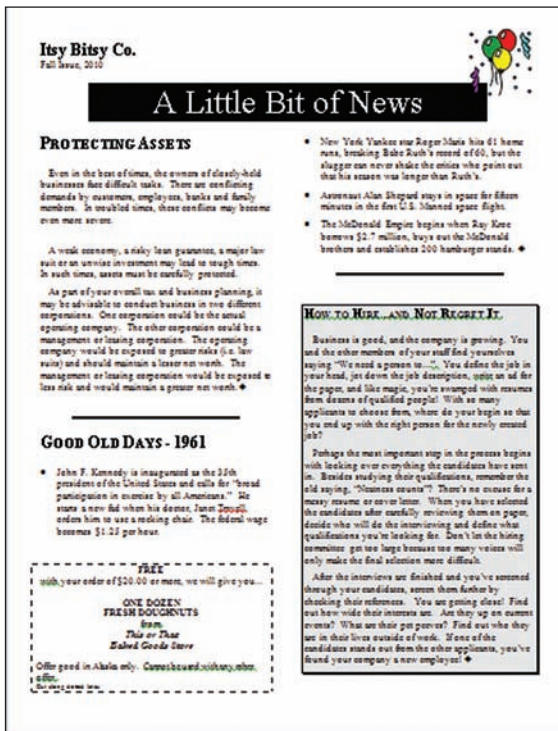 Itsy Bitsy Co.
Fall Issue, 2010
A Little Bit of News
PROTECTING ASSETS
Even in the best of times, the owners of closely-held
businesses face difficult tasks. There are conflicting
demands by customers, employees, banks and family
members. In troubled times, these conflicts may become
even more severe.
A weak economy, a risky loan guarantee, a major law
suit or an unwise investment may lead to tough times.
In such times, assets must be carefully protected.
As part of your overall tax and business planning, it
may be advisable to conduct business in two different
corporations. One corporation could be the actual
operating company. The other corporation could be a
management or leasing corporation. The operating
company would be exposed to greater risks (i.e. law
suits) and should maintain a lesser net worth. The
management or leasing corporation would be exposed to
less risk and would maintain a greater net worth. ◆
GOOD OLD DAYS - 1961
• John F. Kennedy is inaugurated as the 35th
president of the United States and calls for "broad
participation in exercise by all Americans." He
starts a new fad when his doctor, Janet Travell,
orders him to use a rocking chair. The federal wage
becomes $1.25 per hour.
FREE
with your order of $20.00 or more, we will give you...
ONE DOZEN
FRESH DOUGHNUTS
from
This or That
Baked Goods Store
Offer good in Alaska only. Cannot be used with any other
offer.
Cut along dotted lines.
• New York Yankee star Roger Maris hits 61 home
runs, breaking Babe Ruth's record of 60, but the
slugger can never shake the critics who point out
that his season was longer than Ruth's.
• Astronaut Alan Shepard stays in space for fifteen
minutes in the first U.S. Manned space flight.
• The McDonald Empire begins when Ray Kroc
borrows $2.7 million, buys out the McDonald
brothers and establishes 200 hamburger stands. ◆
HOW TO HIRE...AND NOT REGRET IT
Business is good, and the company is growing. You
and the other members of your staff find yourselves
saying "We need a person to...". You define the job in
your head, jot down the job description, write an ad for
the paper, and like magic, you're swamped with resumes
from dozens of qualified people! With so many
applicants to choose from, where do your begin so that
you end up with the right person for the newly created
job?
Perhaps the most important step in the process begins
with looking over everything the candidates have sent
in. Besides studying their qualifications, remember the
old saying, "Neatness counts"? There's no excuse for a
messy resume or cover letter. When you have selected
the candidates after carefully reviewing them on paper,
decide who will do the interviewing and define what
qualifications you're looking for. Don't let the hiring
committee get too large because too many voices will
only make the final selection more difficult.
After the interviews are finished and you've screened
through your candidates, screen them further by
checking their references. You are getting close! Find
out how wide their interests are. Are they up on current
events? What are their pet peeves? Find out who they
are in their lives outside of work. If one of the
candidates stands out from the other applicants, you've
found your company a new employee! ◆